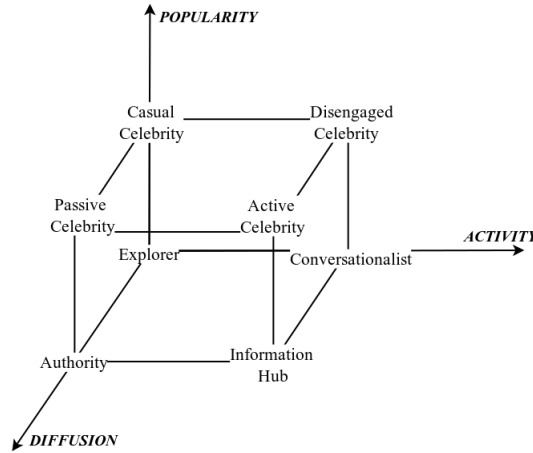 POPULARITY
Casual
Celebrity
Disengaged
Celebrity
Passive
Celebrity
Active
Celebrity
ACTIVITY
Explorer
Conversationalist
Authority
Information
Hub
DIFFUSION